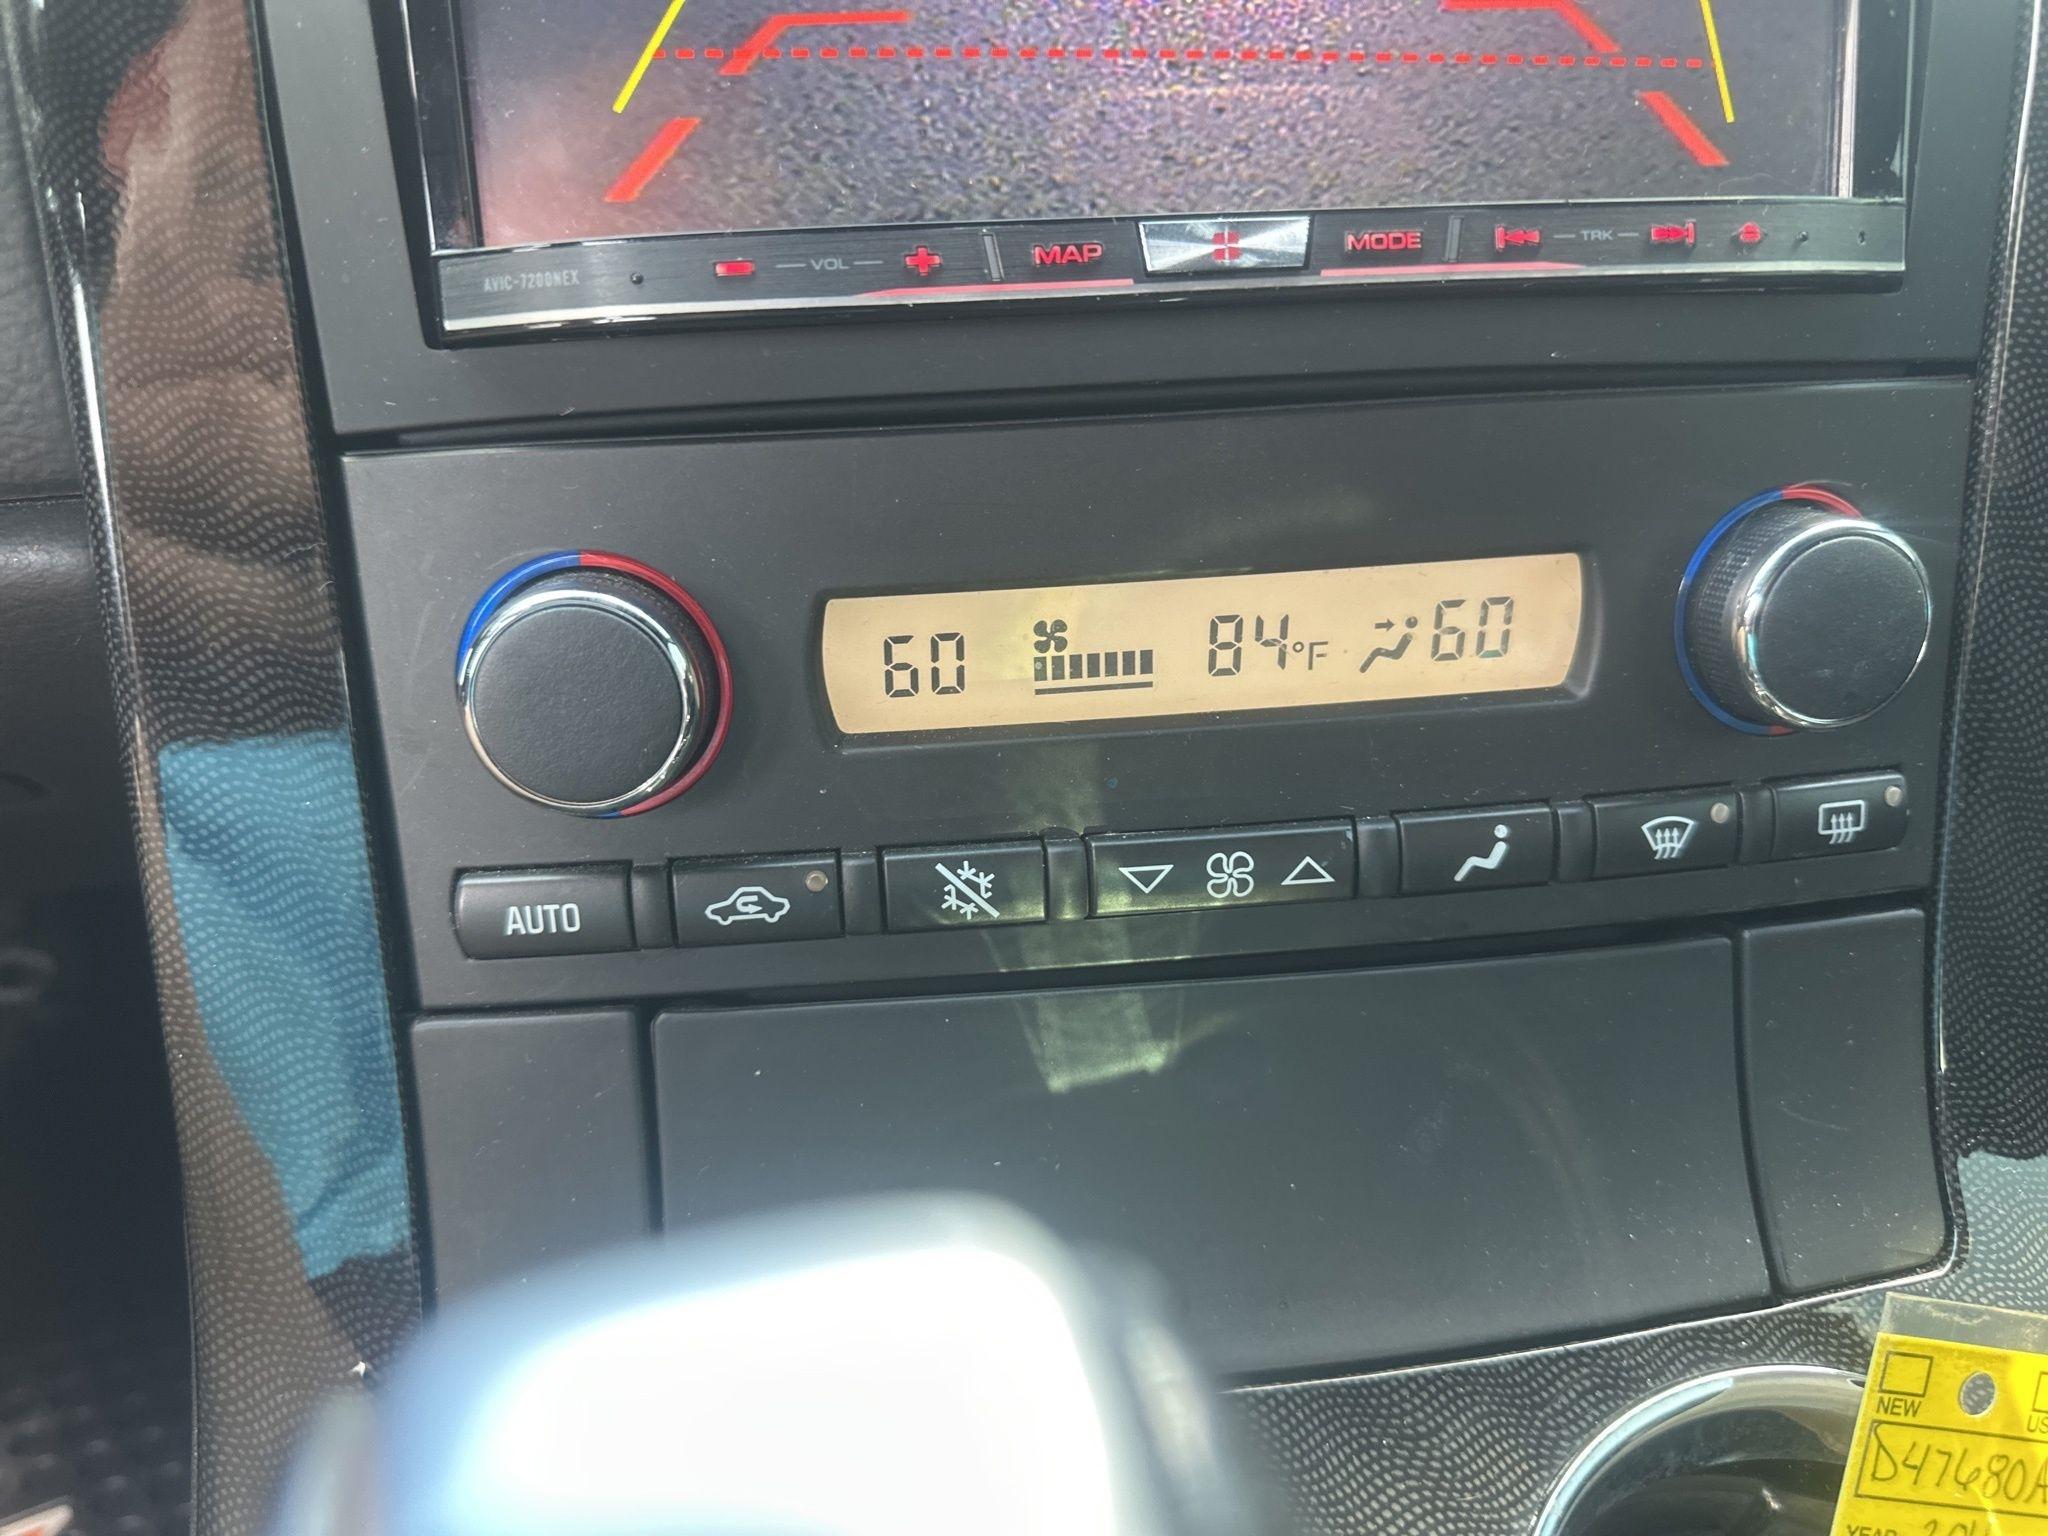 AVIC-7200NEX
VOL
MAP
MODE
TRK
60
84°F
60
AUTO
NEW
D47680A